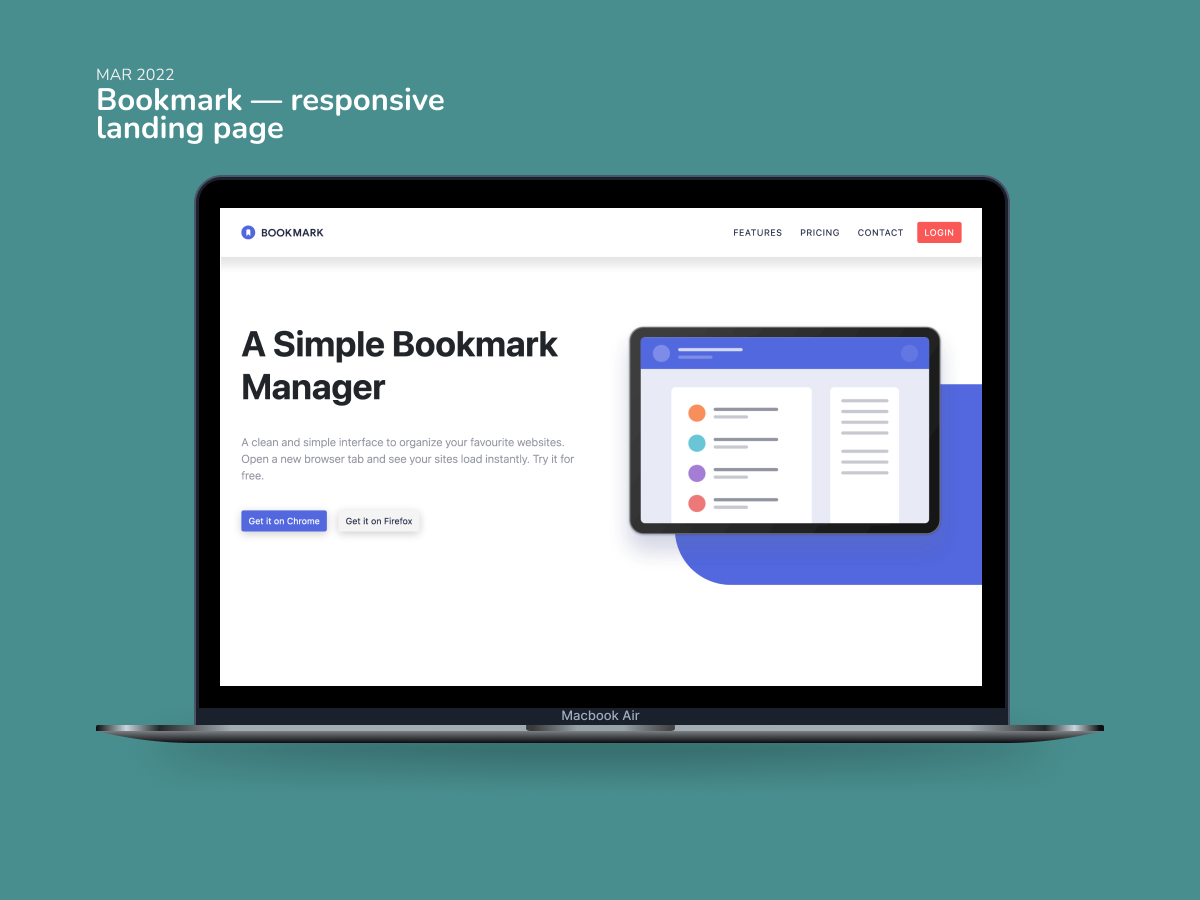 MAR 2022
Bookmark — responsive
landing page
BOOKMARK
FEATURES
PRICING
CONTACT
LOGIN
A Simple Bookmark
Manager
A clean and simple interface to organize your favourite websites.
Open a new browser tab and see your sites load instantly. Try it for
free.
Get it on Chrome
Get it on Firefox
Macbook Air